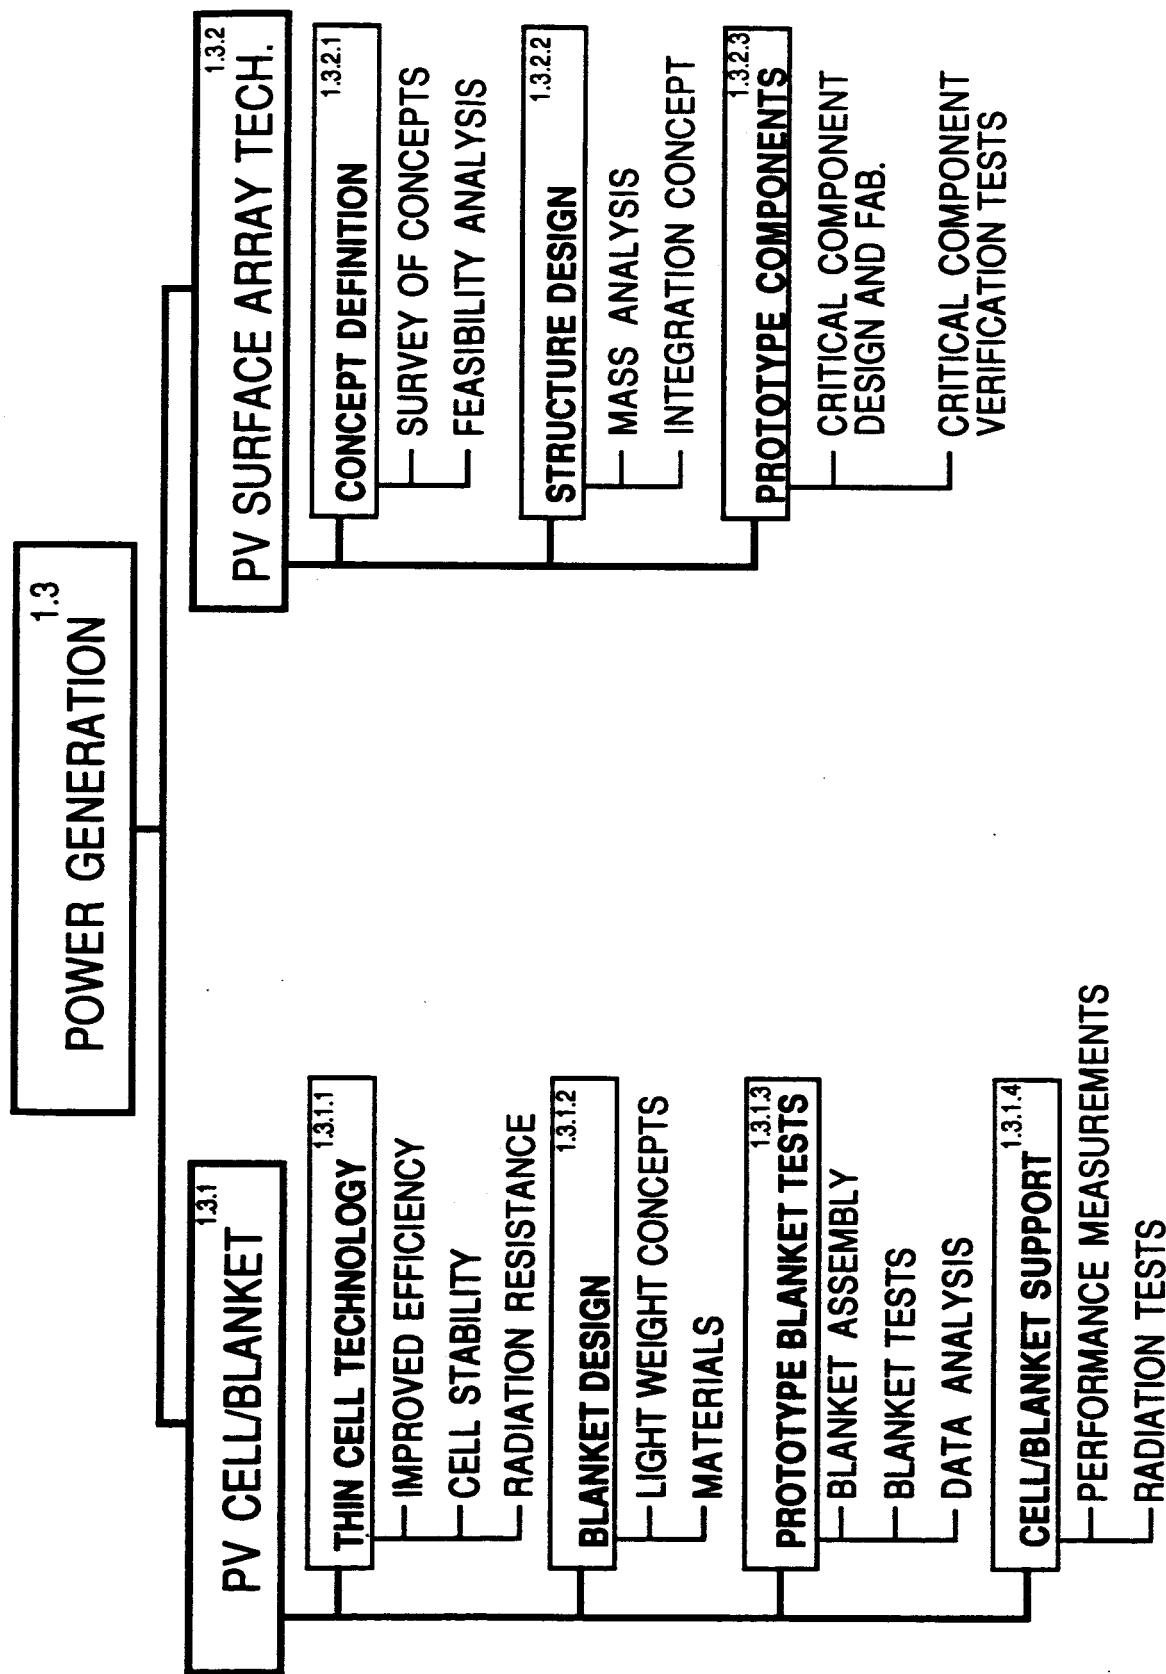 1.3
POWER GENERATION
1.3.1
PV CELL/BLANKET
1.3.1.1
THIN CELL TECHNOLOGY
IMPROVED EFFICIENCY
CELL STABILITY
RADIATION RESISTANCE
1.3.1.2
BLANKET DESIGN
LIGHT WEIGHT CONCEPTS
MATERIALS
1.3.1.3
PROTOTYPE BLANKET TESTS
BLANKET ASSEMBLY
BLANKET TESTS
DATA ANALYSIS
1.3.1.4
CELL/BLANKET SUPPORT
PERFORMANCE MEASUREMENTS
RADIATION TESTS
1.3.2
PV SURFACE ARRAY TECH.
1.3.2.1
CONCEPT DEFINITION
SURVEY OF CONCEPTS
FEASIBILITY ANALYSIS
1.3.2.2
STRUCTURE DESIGN
MASS ANALYSIS
INTEGRATION CONCEPT
1.3.2.3
PROTOTYPE COMPONENTS
CRITICAL COMPONENT
DESIGN AND FAB.
CRITICAL COMPONENT
VERIFICATION TESTS